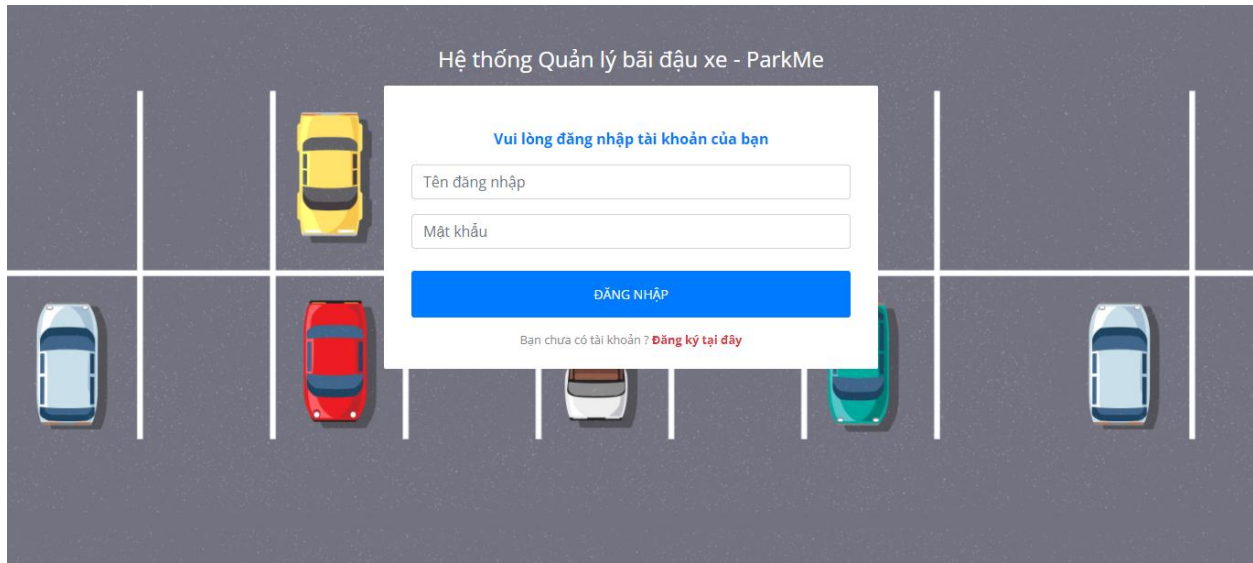 Hệ thống Quản lý bãi đậu xe - ParkMe
Vui lòng đăng nhập tài khoản của bạn
Tên đăng nhập
Mật khẩu
ĐĂNG NHẬP
Bạn chưa có tài khoản ? Đăng ký tại đây